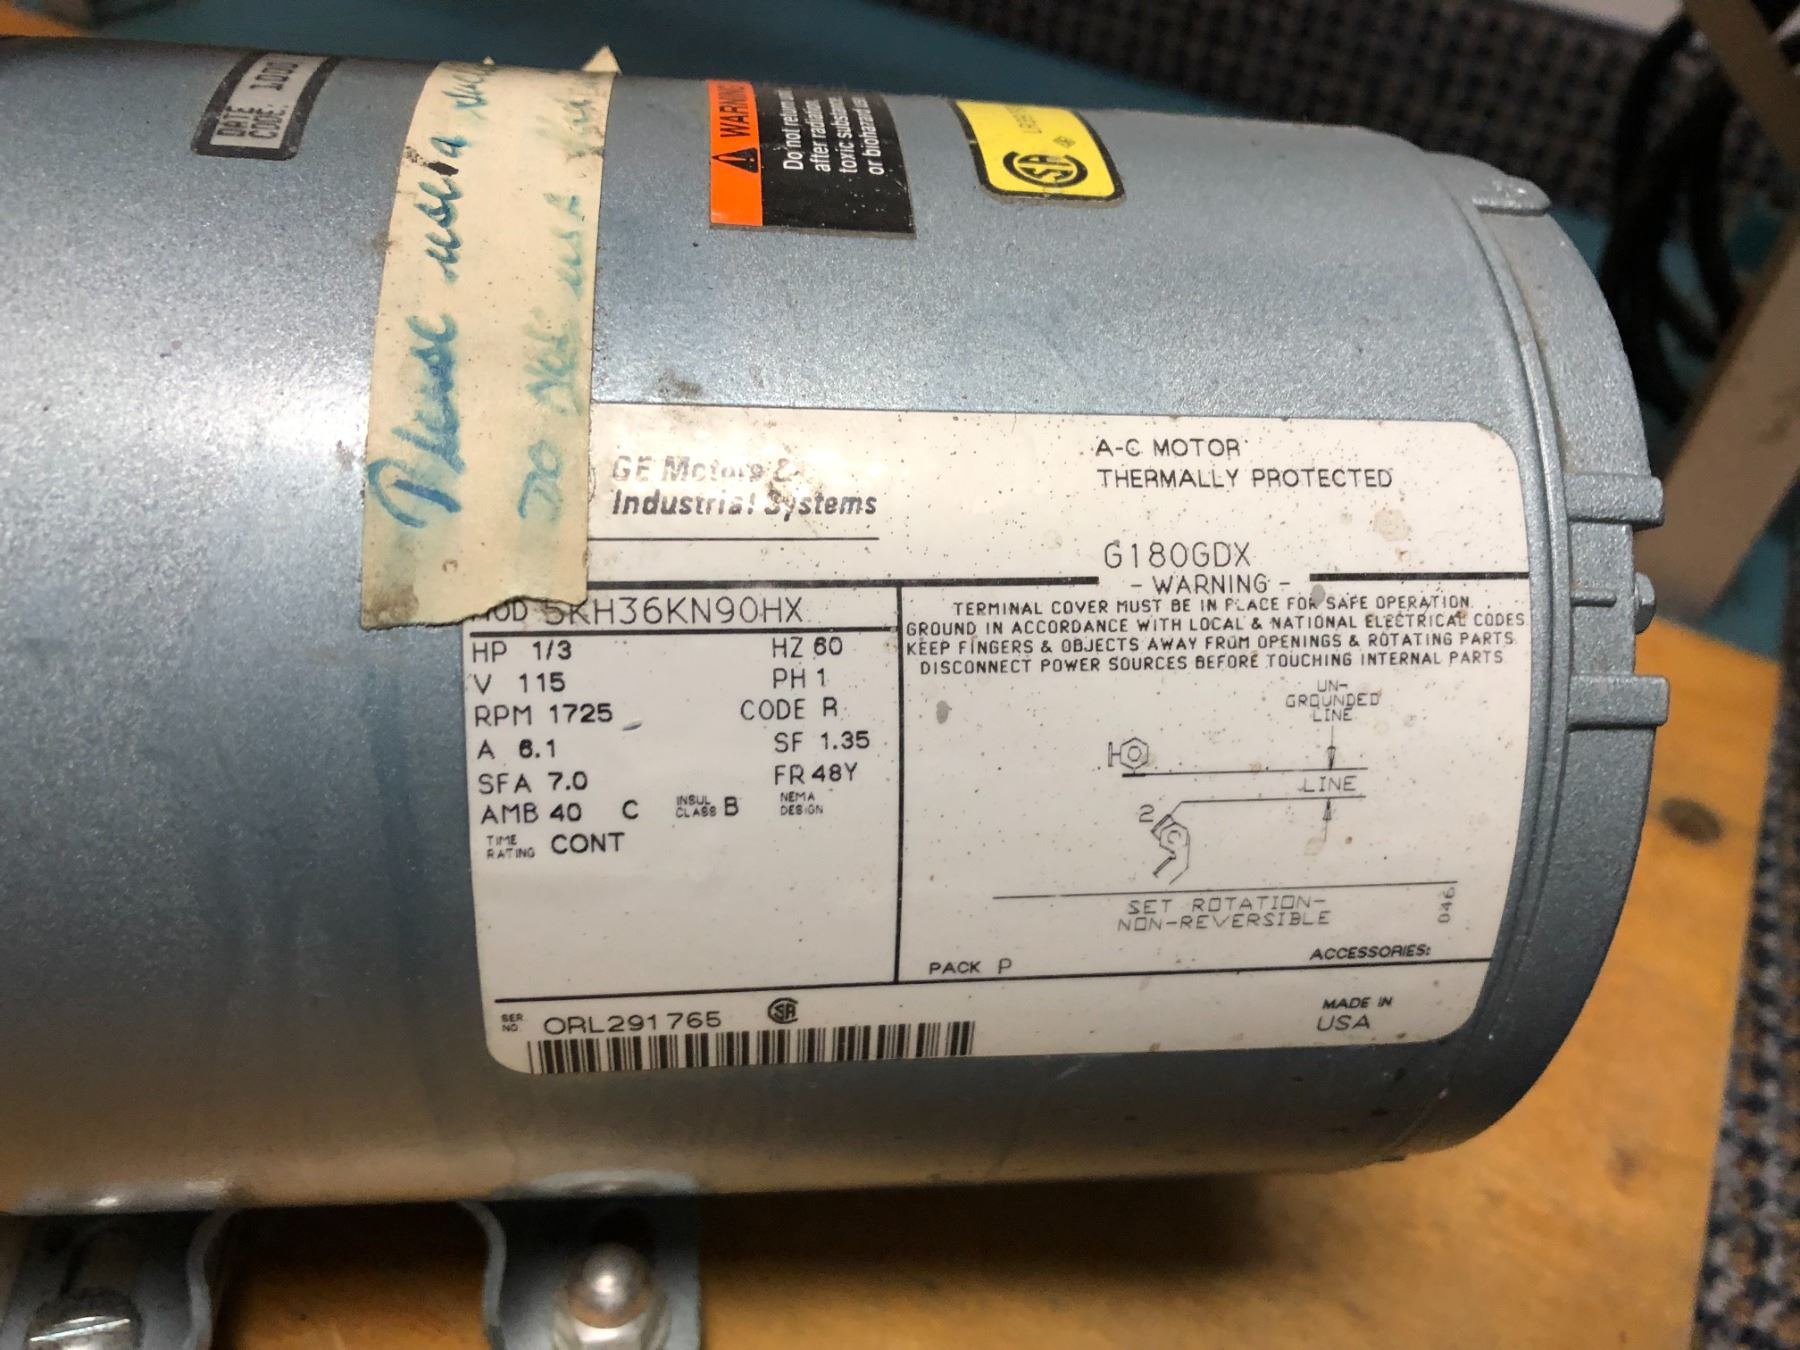 DATE
CODE.
WARNING
Do not return
after radiation,
toxic substance,
or biohazard
GE Motors &
Industrial Systems
A-C MOTOR
THERMALLY PROTECTED
G180GDX
- WARNING -
TERMINAL COVER MUST BE IN PLACE FOR SAFE OPERATION.
GROUND IN ACCORDANCE WITH LOCAL & NATIONAL ELECTRICAL CODES
KEEP FINGERS & OBJECTS AWAY FROM OPENINGS & ROTATING PARTS
DISCONNECT POWER SOURCES BEFORE TOUCHING INTERNAL PARTS
MOD 5KH36KN90HX
HP 1/3 HZ 60
V 115 PH 1
RPM 1725 CODE R
A 6.1 SF 1.35
SFA 7.0 FR 48Y
AMB 40 C INSUL CLASS B NEMA DESIGN
TIME RATING CONT
UN-
GROUNDED
LINE
LINE
2
SET ROTATION-
NON-REVERSIBLE
046
PACK P
ACCESSORIES:
SER. NO. ORL291765
MADE IN
USA